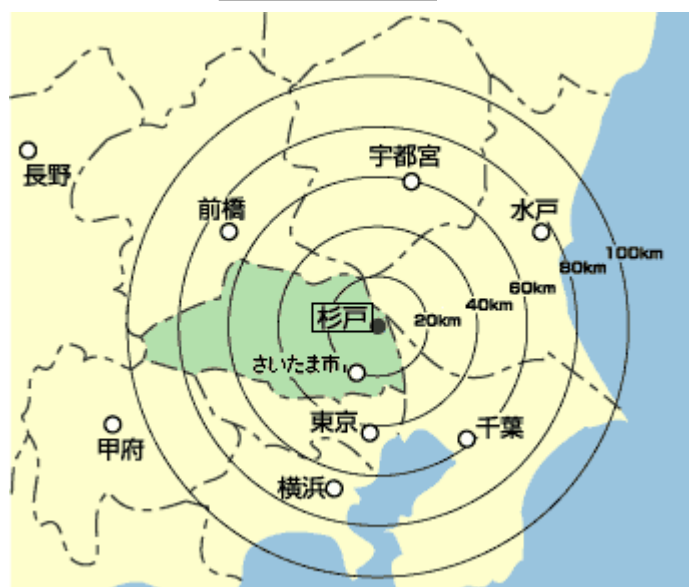 宇都宮
長野
前橋
水戸
100km
80km
60km
40km
20km
杉戸
さいたま市
東京
千葉
甲府
横浜